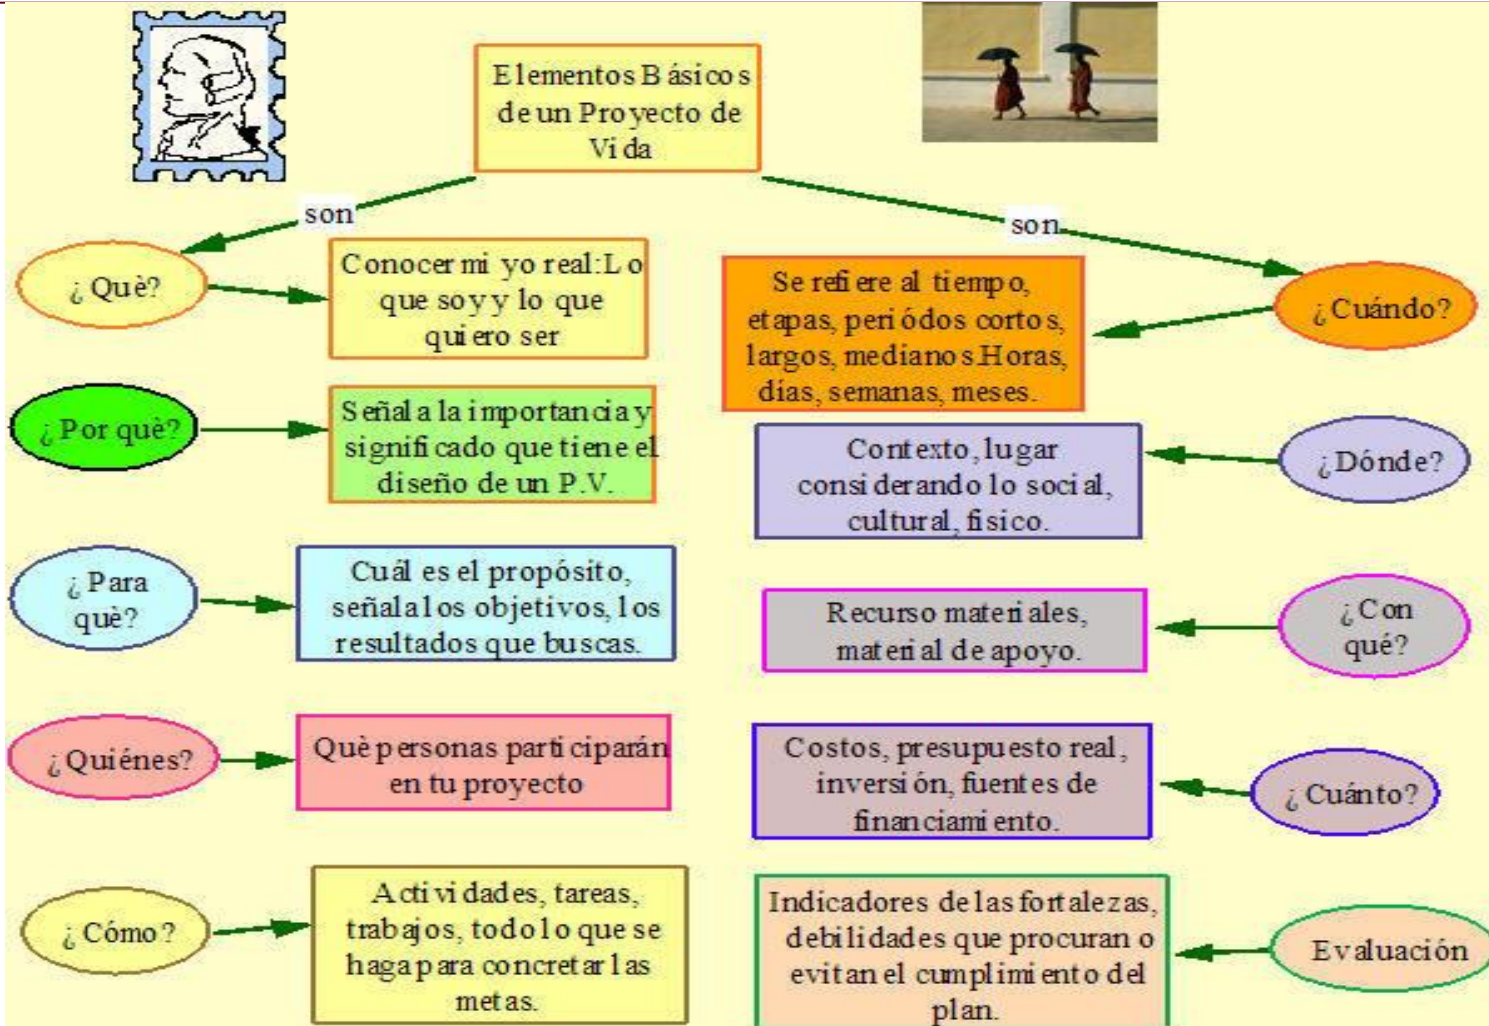 Elementos Básicos
de un Proyecto de
Vida
son
son
¿Què?
Conocer mi yo real:Lo
que soy y lo que
quiero ser
¿Por què?
Señala la importancia y
significado que tiene el
diseño de un P.V.
¿Para
què?
Cuál es el propósito,
señala los objetivos, los
resultados que buscas.
¿Quiénes?
Què personas participarán
en tu proyecto
¿Cómo?
Actividades, tareas,
trabajos, todo lo que se
haga para concretar las
metas.
¿Cuándo?
Se refiere al tiempo,
etapas, periódos cortos,
largos, medianos.Horas,
días, semanas, meses.
¿Dónde?
Contexto, lugar
considerando lo social,
cultural, fisico.
¿Con
qué?
Recurso materiales,
material de apoyo.
¿Cuánto?
Costos, presupuesto real,
inversión, fuentes de
financiamiento.
Evaluación
Indicadores de las fortalezas,
debilidades que procuran o
evitan el cumplimiento del
plan.